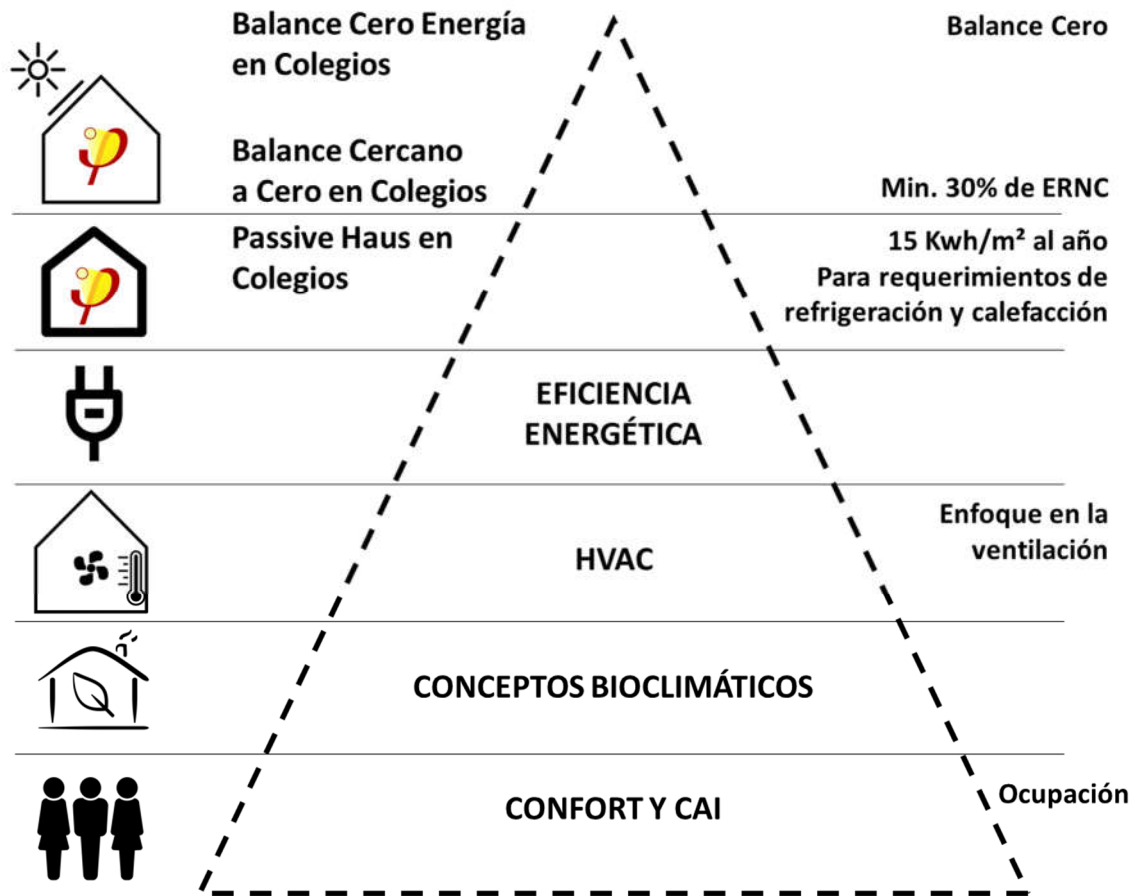 Balance Cero Energía
en Colegios
Balance Cero
Balance Cercano
a Cero en Colegios
Min. 30% de ERNC
Passive Haus en
Colegios
15 Kwh/m² al año
Para requerimientos de
refrigeración y calefacción
EFICIENCIA
ENERGÉTICA
HVAC
Enfoque en la
ventilación
CONCEPTOS BIOCLIMÁTICOS
CONFORT Y CAI
Ocupación